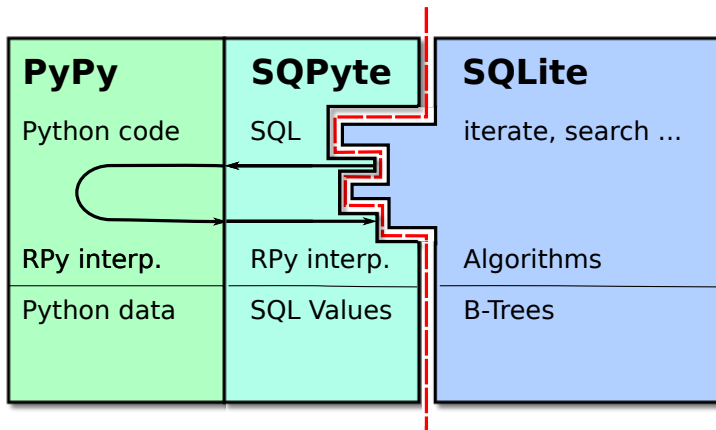 PyPy
SQPyte
SQLite
Python code
SQL
iterate, search ...
RPy interp.
RPy interp.
Algorithms
Python data
SQL Values
B-Trees